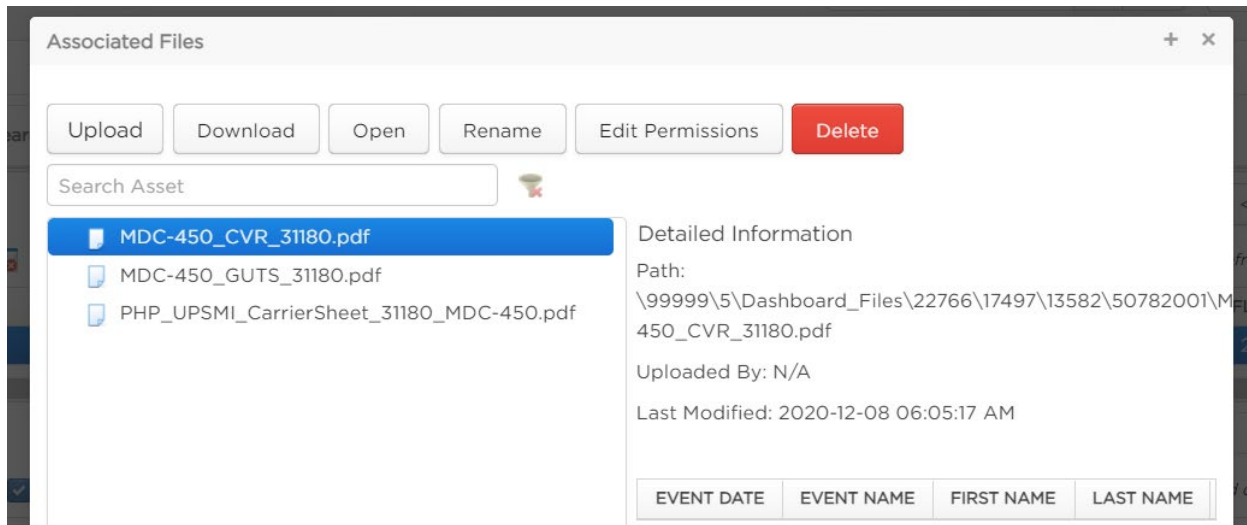 Associated Files
Upload Download Open Rename Edit Permissions Delete
Search Asset
MDC-450_CVR_31180.pdf
MDC-450_GUTS_31180.pdf
PHP_UPSMI_CarrierSheet_31180_MDC-450.pdf
Detailed Information
Path:
\99999\5\Dashboard_Files\22766\17497\13582\50782001\M
450_CVR_31180.pdf
Uploaded By: N/A
Last Modified: 2020-12-08 06:05:17 AM
EVENT DATE EVENT NAME FIRST NAME LAST NAME